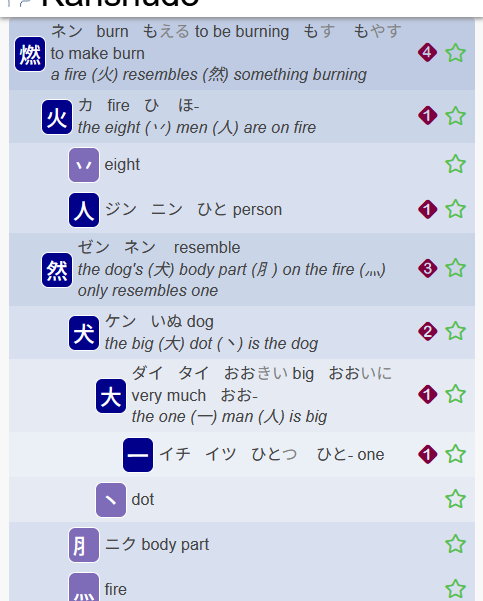 Kanshudo
燃 ネン burn もえる to be burning もす もやす
to make burn 4
a fire (火) resembles (然) something burning
火 カ fire ひ ほ- 1
the eight (丷) men (人) are on fire
丷 eight
人 ジン ニン ひと person 1
ゼン ネン resemble
然 the dog's (犬) body part (⺼) on the fire (灬) 3
only resembles one
犬 ケン いぬ dog 2
the big (大) dot (丶) is the dog
ダイ タイ おおきい big おおいに
大 very much おお- 1
the one (一) man (人) is big
一 イチ イツ ひとつ ひと- one 1
丶 dot
⺼ ニク body part
灬 fire